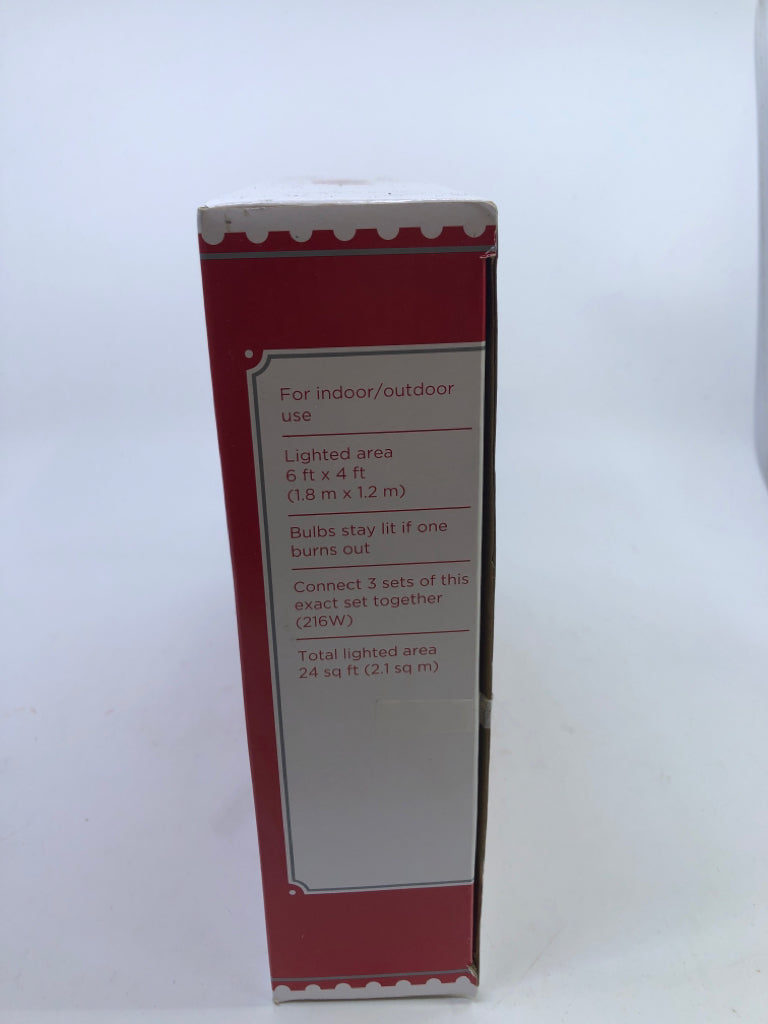 For indoor/outdoor
use
Lighted area
6 ft x 4 ft
(1.8 m x 1.2 m)
Bulbs stay lit if one
burns out
Connect 3 sets of this
exact set together
(216W)
Total lighted area
24 sq ft (2.1 sq m)